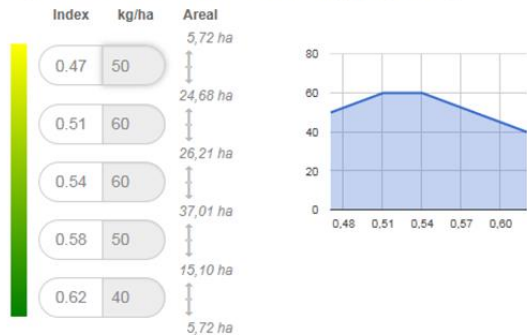 Index kg/ha Areal
5,72 ha
0.47 50
24,68 ha
0.51 60
26,21 ha
0.54 60
37,01 ha
0.58 50
15,10 ha
0.62 40
5,72 ha
80
60
40
20
0
0,48 0,51 0,54 0,57 0,60